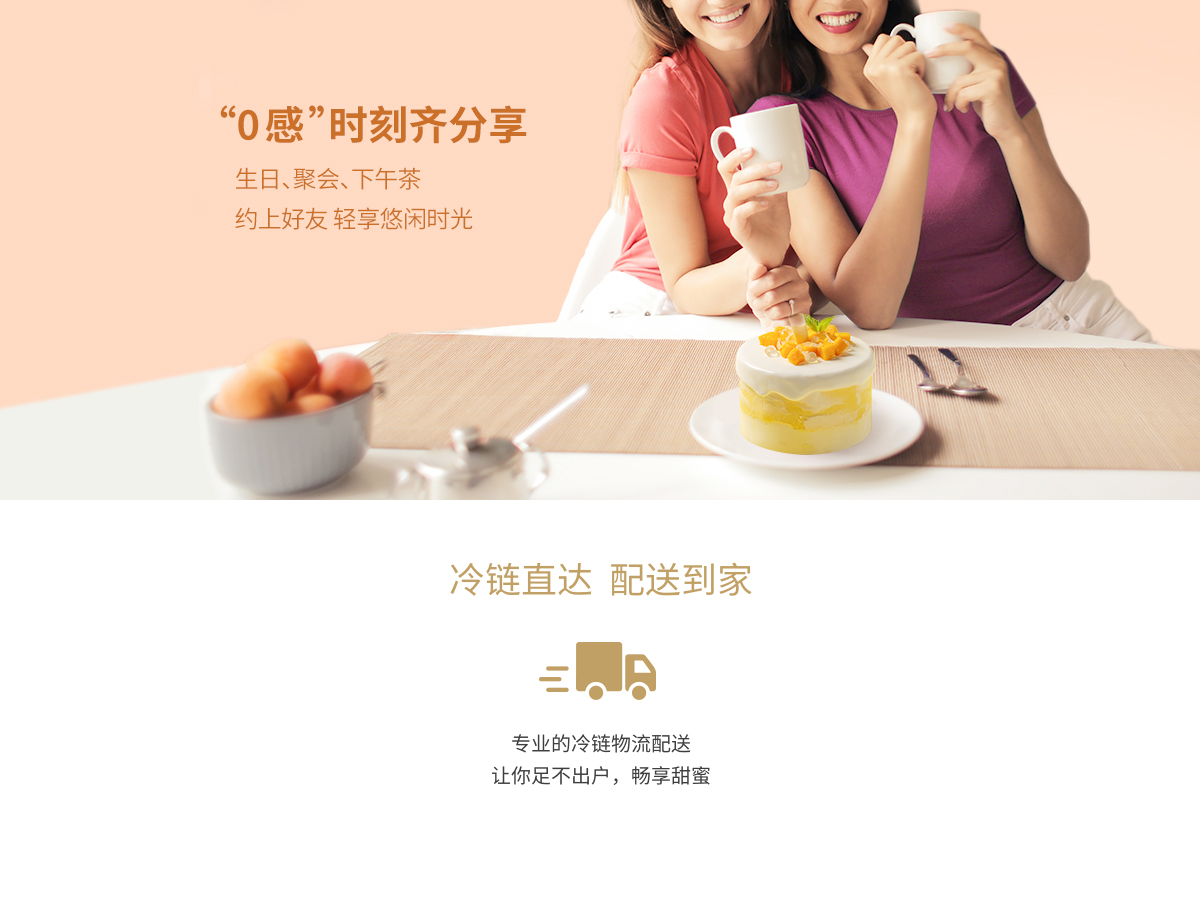 “0感”时刻齐分享
生日、聚会、下午茶
约上好友 轻享悠闲时光
冷链直达 配送到家
专业的冷链物流配送
让你足不出户，畅享甜蜜